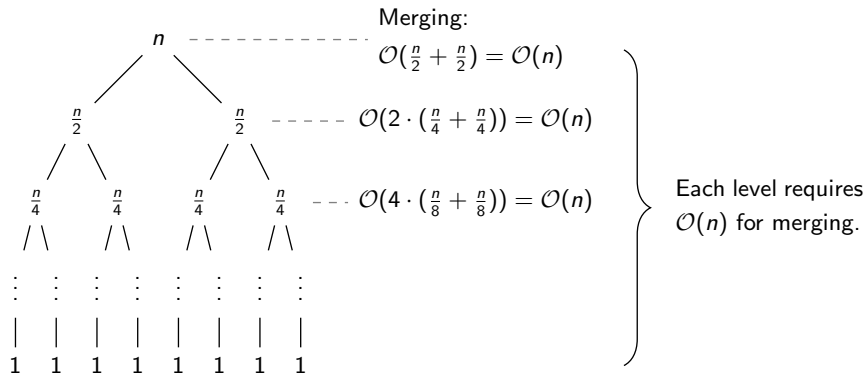 Merging:
n
𝒪(n/2 + n/2) = 𝒪(n)
n/2 n/2
𝒪(2 · (n/4 + n/4)) = 𝒪(n)
n/4 n/4 n/4 n/4
𝒪(4 · (n/8 + n/8)) = 𝒪(n)
Each level requires
𝒪(n) for merging.
⋮ ⋮ ⋮ ⋮ ⋮ ⋮ ⋮ ⋮
1 1 1 1 1 1 1 1